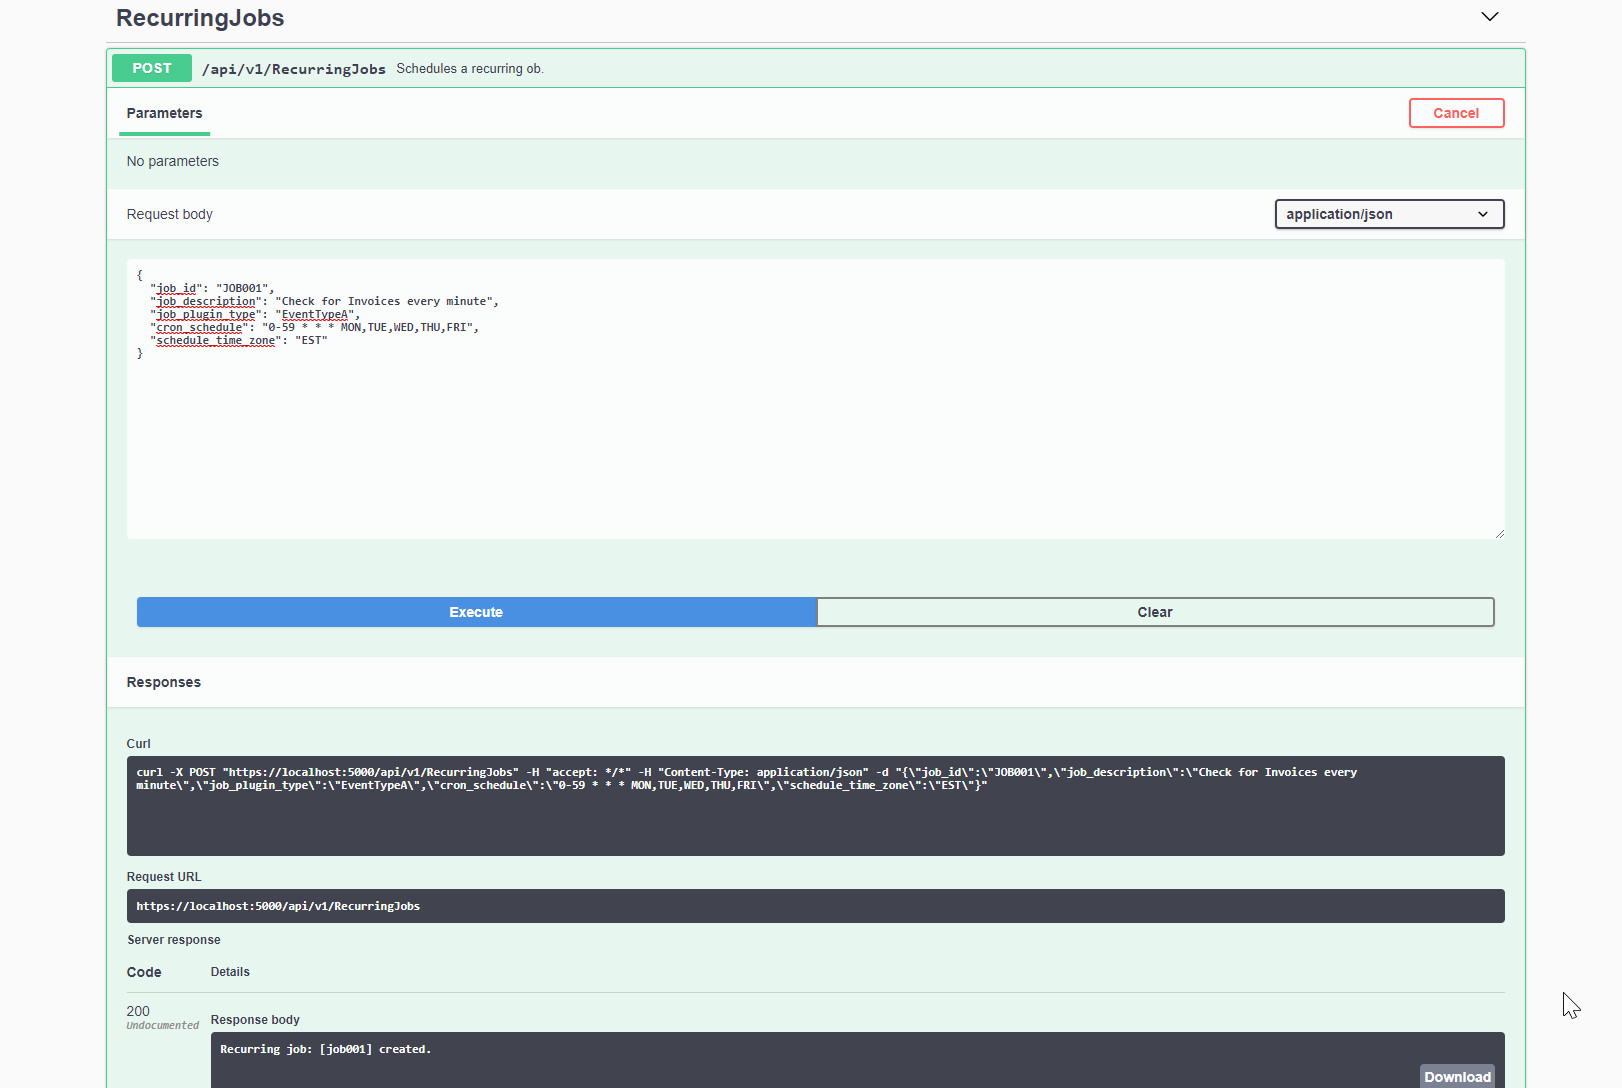 RecurringJobs
POST /api/v1/RecurringJobs Schedules a recurring ob.
Parameters
Cancel
No parameters
Request body
application/json
{
"job_id": "JOB001",
"job_description": "Check for Invoices every minute",
"job_plugin_type": "EventTypeA",
"cron_schedule": "0-59 * * * MON,TUE,WED,THU,FRI",
"schedule_time_zone": "EST"
}
Execute
Clear
Responses
Curl
curl -X POST "https://localhost:5000/api/v1/RecurringJobs" -H "accept: */*" -H "Content-Type: application/json" -d "{\"job_id\":\"JOB001\",\"job_description\":\"Check for Invoices every
minute\",\"job_plugin_type\":\"EventTypeA\",\"cron_schedule\":\"0-59 * * * MON,TUE,WED,THU,FRI\",\"schedule_time_zone\":\"EST\"}"
Request URL
https://localhost:5000/api/v1/RecurringJobs
Server response
Code Details
200
Undocumented
Response body
Recurring job: [job001] created.
Download